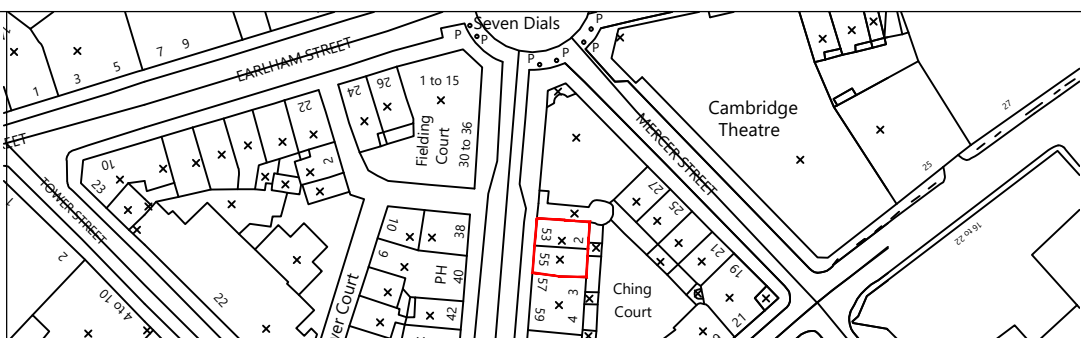 Seven Dials
P
P
P
P
P
P
EARLHAM STREET
1
3
5
7
9
1 to 15
Fielding
Court
30 to 36
24
26
22
2
10
23
TOWER STREET
2
4 to 10
22
10
9
38
PH
40
42
wer Court
53
2
55
57
3
59
4
Ching
Court
MERCER STREET
27
25
21
19
21
Cambridge
Theatre
27
25
16 to 22